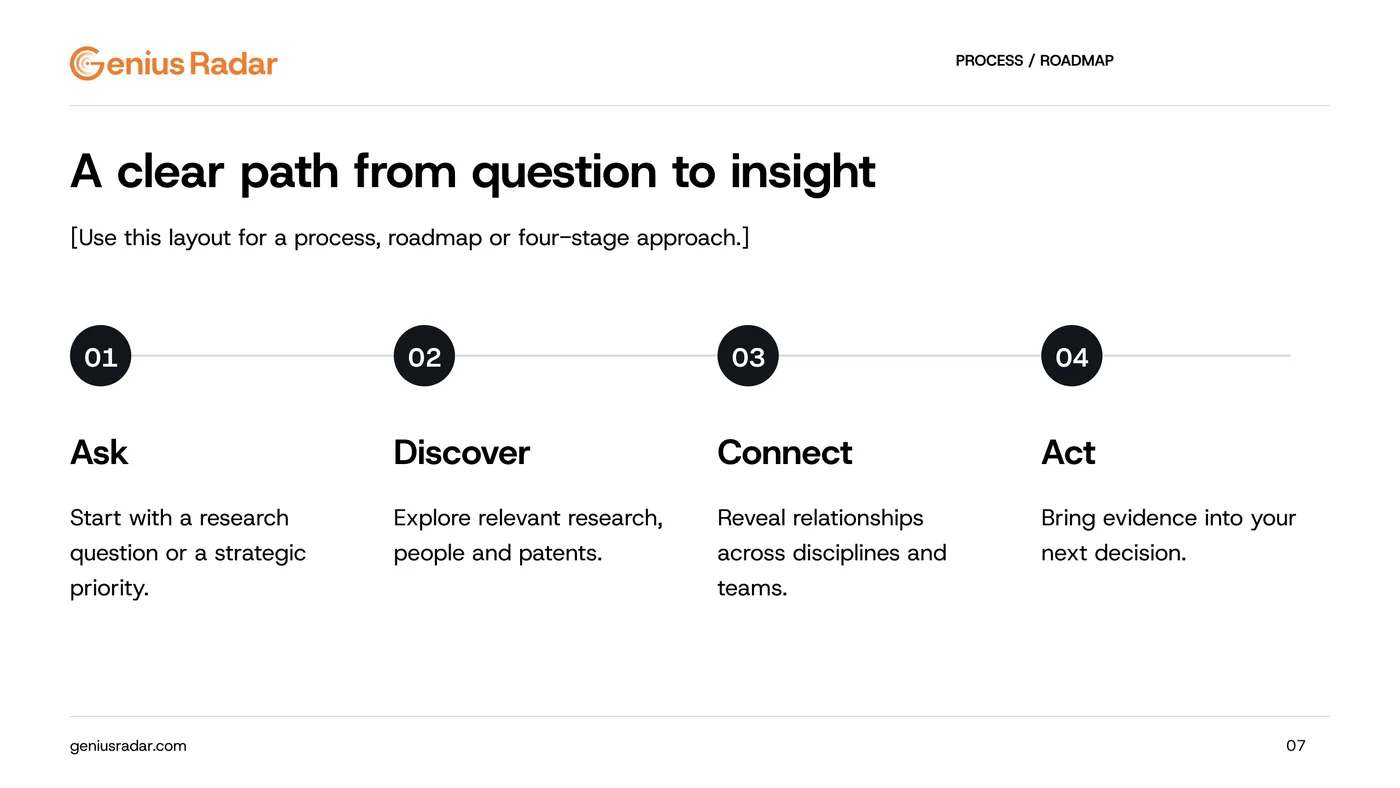 Genius Radar
PROCESS / ROADMAP
A clear path from question to insight
[Use this layout for a process, roadmap or four-stage approach.]
01
02
03
04
Ask
Discover
Connect
Act
Start with a research
question or a strategic
priority.
Explore relevant research,
people and patents.
Reveal relationships
across disciplines and
teams.
Bring evidence into your
next decision.
geniusradar.com
07